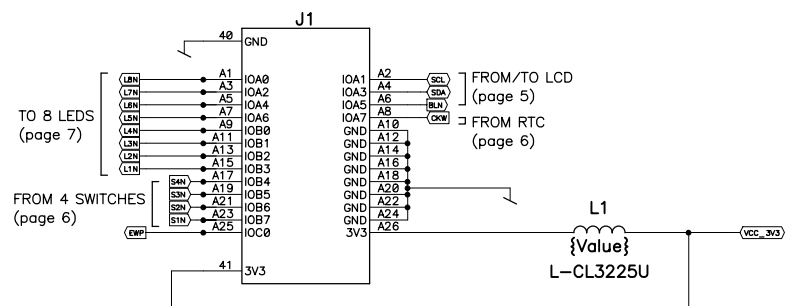 J1
40 GND
L8N A1 IOA0 IOA1 A2 SCL FROM/TO LCD
L7N A3 IOA2 IOA3 A4 SDA (page 5)
L6N A5 IOA4 IOA5 A6 BLN
TO 8 LEDS L5N A7 IOA6 IOA7 A8 CKW FROM RTC
(page 7) L4N A9 IOB0 GND A10 (page 6)
L3N A11 IOB1 GND A12
L2N A13 IOB2 GND A14
L1N A15 IOB3 GND A16
S4N A17 IOB4 GND A18
FROM 4 SWITCHES S3N A19 IOB5 GND A20
(page 6) S2N A21 IOB6 GND A22
S1N A23 IOB7 GND A24
EWP A25 IOC0 3V3 A26 L1 VCC_3V3
{Value}
41 3V3 L-CL3225U